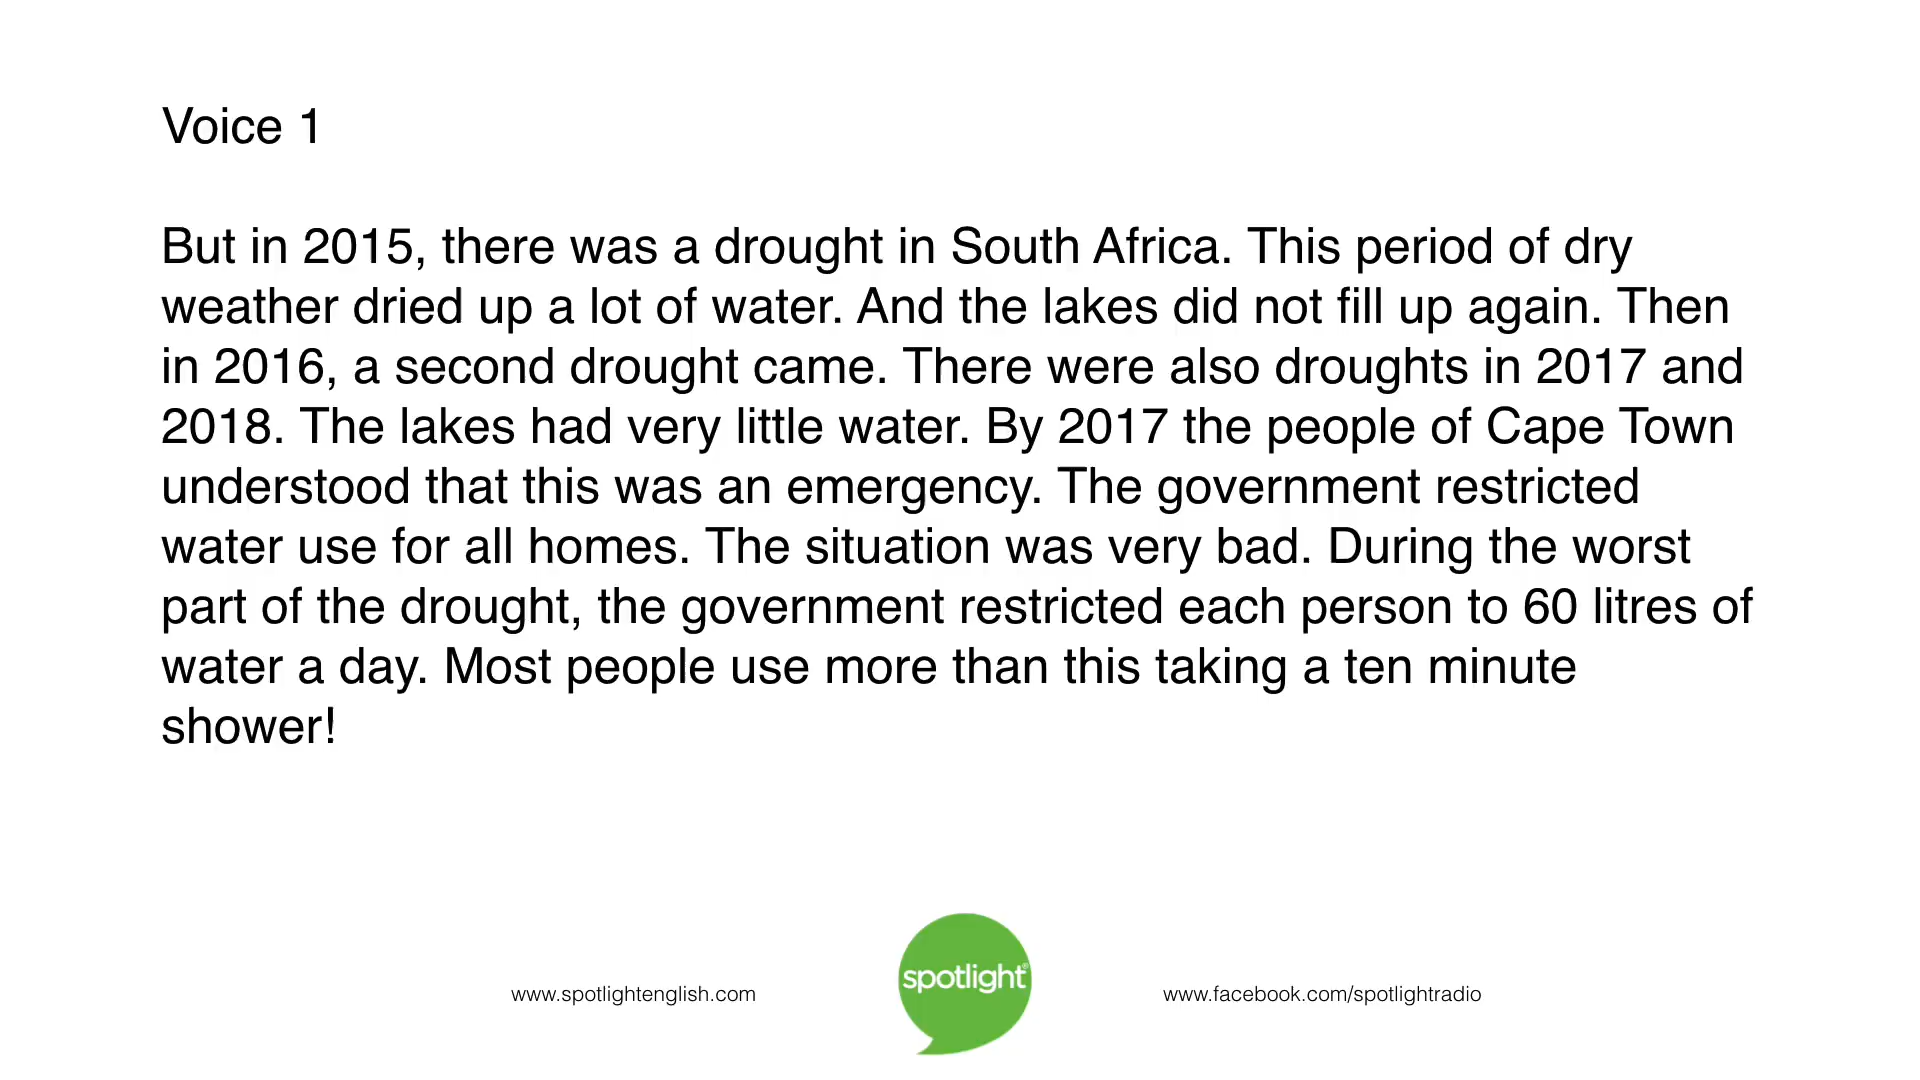 Voice 1
But in 2015, there was a drought in South Africa. This period of dry
weather dried up a lot of water. And the lakes did not fill up again. Then
in 2016, a second drought came. There were also droughts in 2017 and
2018. The lakes had very little water. By 2017 the people of Cape Town
understood that this was an emergency. The government restricted
water use for all homes. The situation was very bad. During the worst
part of the drought, the government restricted each person to 60 litres of
water a day. Most people use more than this taking a ten minute
shower!
www.spotlightenglish.com
spotlight®
www.facebook.com/spotlightradio